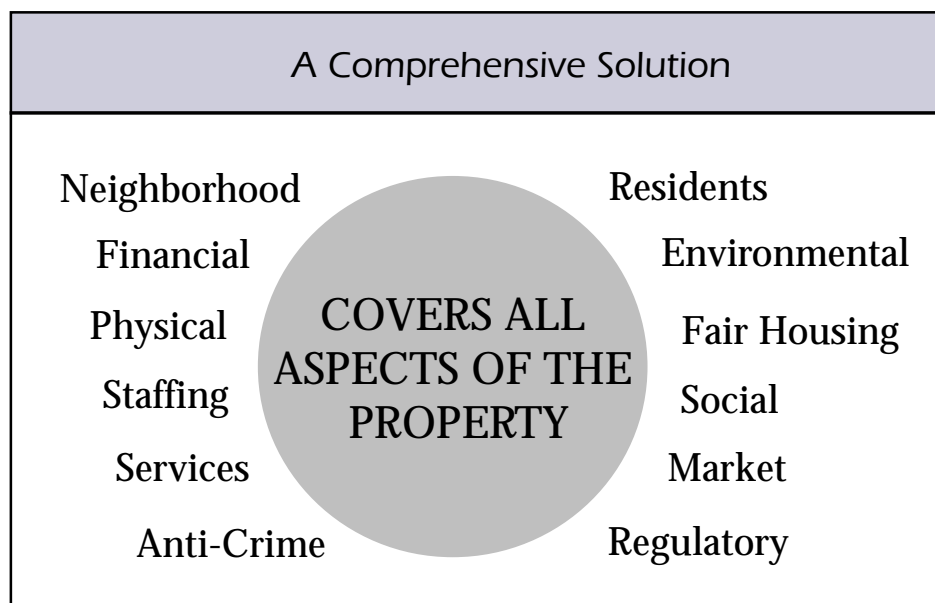 A Comprehensive Solution
Neighborhood
Financial
Physical
Staffing
Services
Anti-Crime
COVERS ALL
ASPECTS OF THE
PROPERTY
Residents
Environmental
Fair Housing
Social
Market
Regulatory